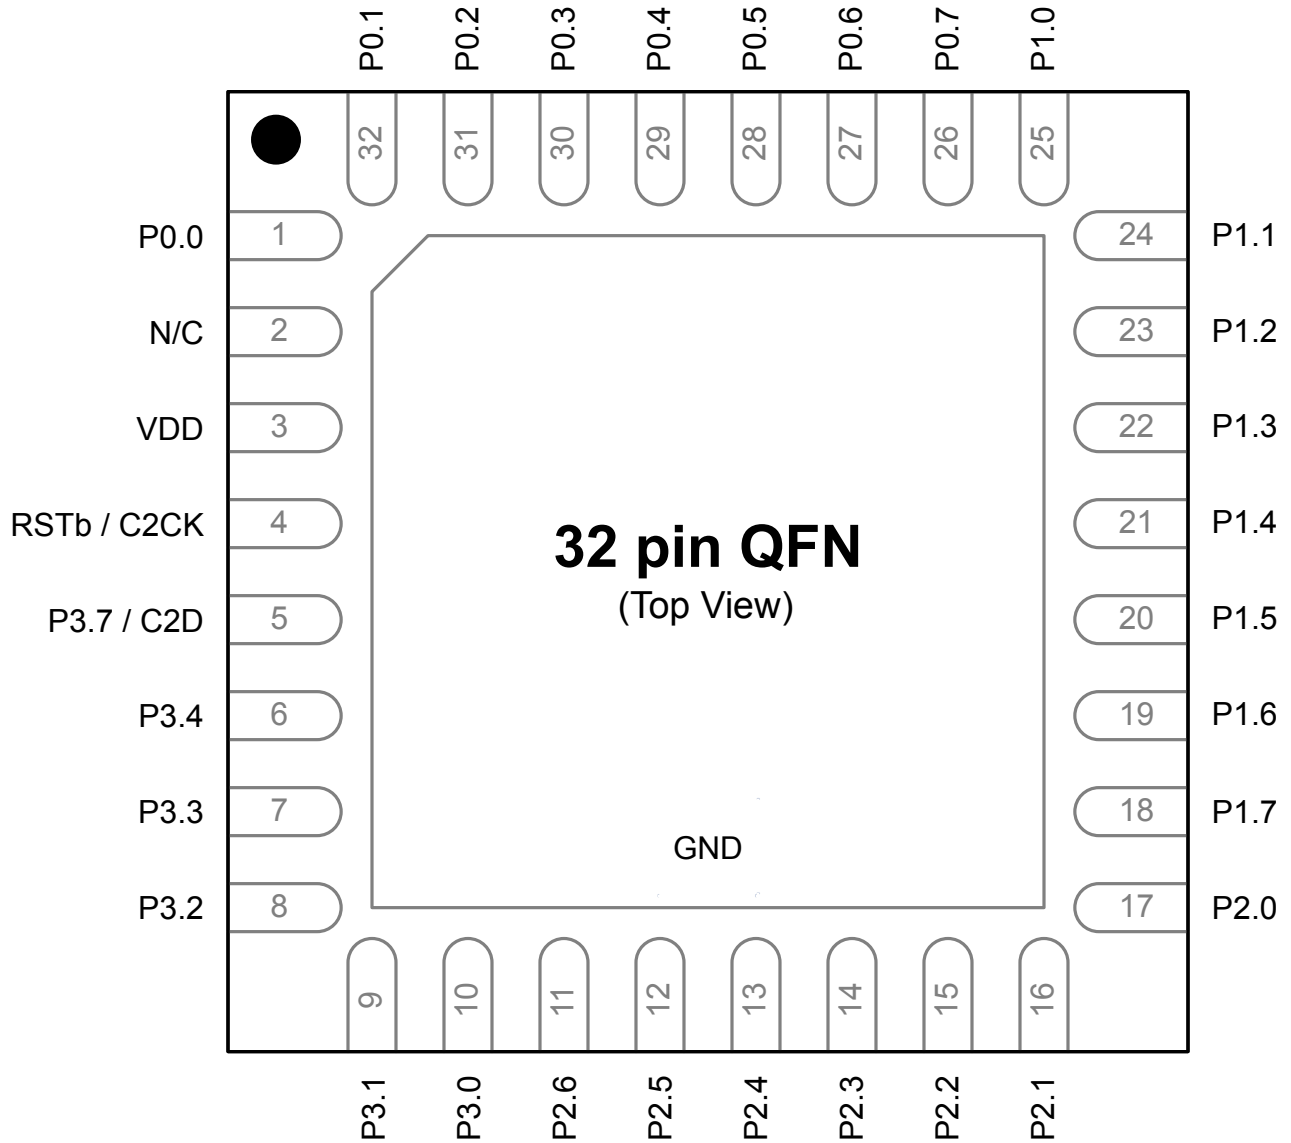 P0.1 P0.2 P0.3 P0.4 P0.5 P0.6 P0.7 P1.0
32 31 30 29 28 27 26 25
P0.0 1 24 P1.1
N/C 2 23 P1.2
VDD 3 22 P1.3
RSTb / C2CK 4 21 P1.4
32 pin QFN
(Top View)
P3.7 / C2D 5 20 P1.5
P3.4 6 19 P1.6
P3.3 7 18 P1.7
GND
P3.2 8 17 P2.0
9 10 11 12 13 14 15 16
P3.1 P3.0 P2.6 P2.5 P2.4 P2.3 P2.2 P2.1